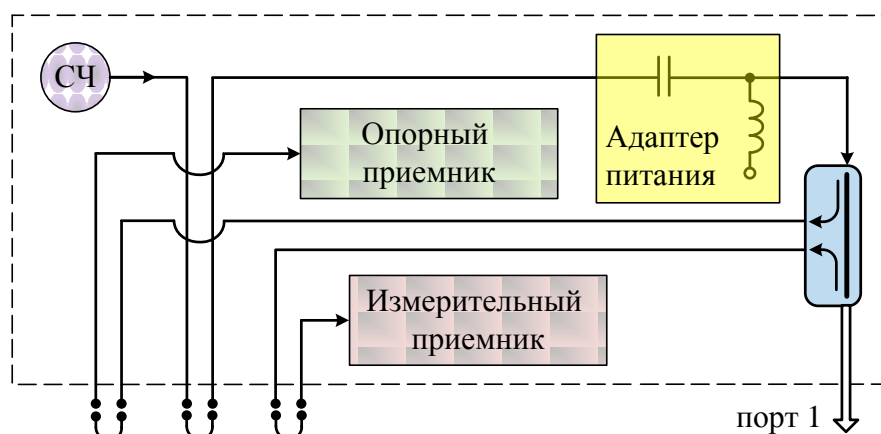 СЧ
Опорный
приемник
Адаптер
питания
Измерительный
приемник
порт 1